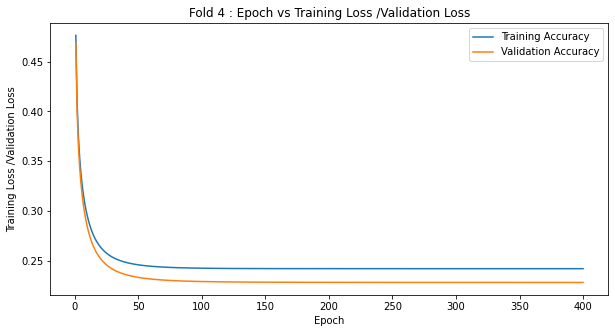 Fold 4 : Epoch vs Training Loss /Validation Loss
Training Accuracy
Validation Accuracy
Training Loss /Validation Loss
0.45
0.40
0.35
0.30
0.25
0 50 100 150 200 250 300 350 400
Epoch